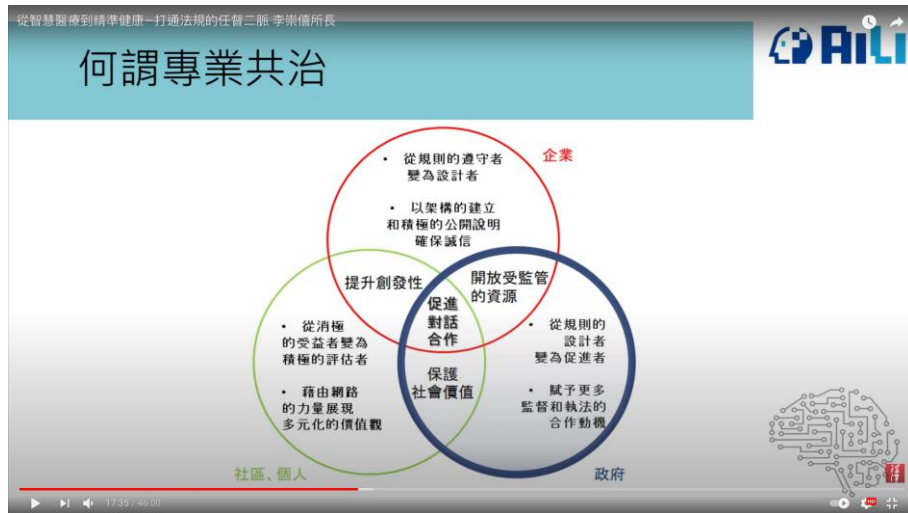 從智慧醫療到精準健康–打通法規的任督二脈 李崇僖所長
何謂專業共治
AiLi
企業
• 從規則的遵守者
變為設計者
• 以架構的建立
和積極的公開說明
確保誠信
提升創發性
開放受監管
的資源
促進
對話
合作
• 從消極
的受益者變為
積極的評估者
• 藉由網路
的力量展現
多元化的價值觀
• 從規則的
設計者
變為促進者
• 賦予更多
監督和執法的
合作動機
保護
社會價值
社區、個人
政府
17:35 / 46:00
HD